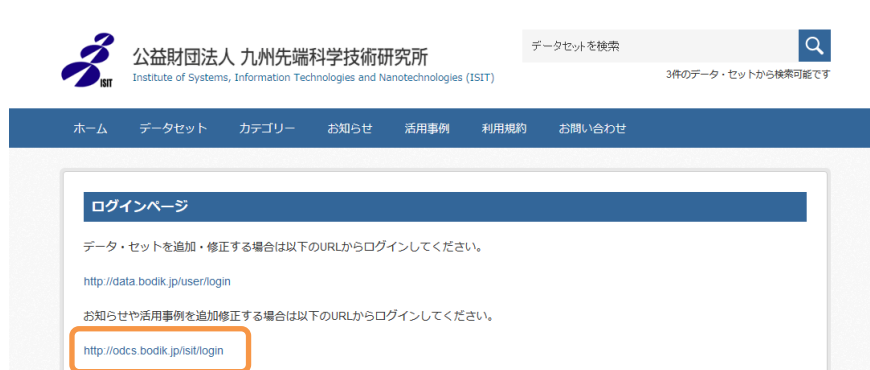 ISIT
公益財団法人 九州先端科学技術研究所
Institute of Systems, Information Technologies and Nanotechnologies (ISIT)
データセットを検索
3件のデータ・セットから検索可能です
ホーム データセット カテゴリー お知らせ 活用事例 利用規約 お問い合わせ
ログインページ
データ・セットを追加・修正する場合は以下のURLからログインしてください。
http://data.bodik.jp/user/login
お知らせや活用事例を追加修正する場合は以下のURLからログインしてください。
http://odcs.bodik.jp/isit/login